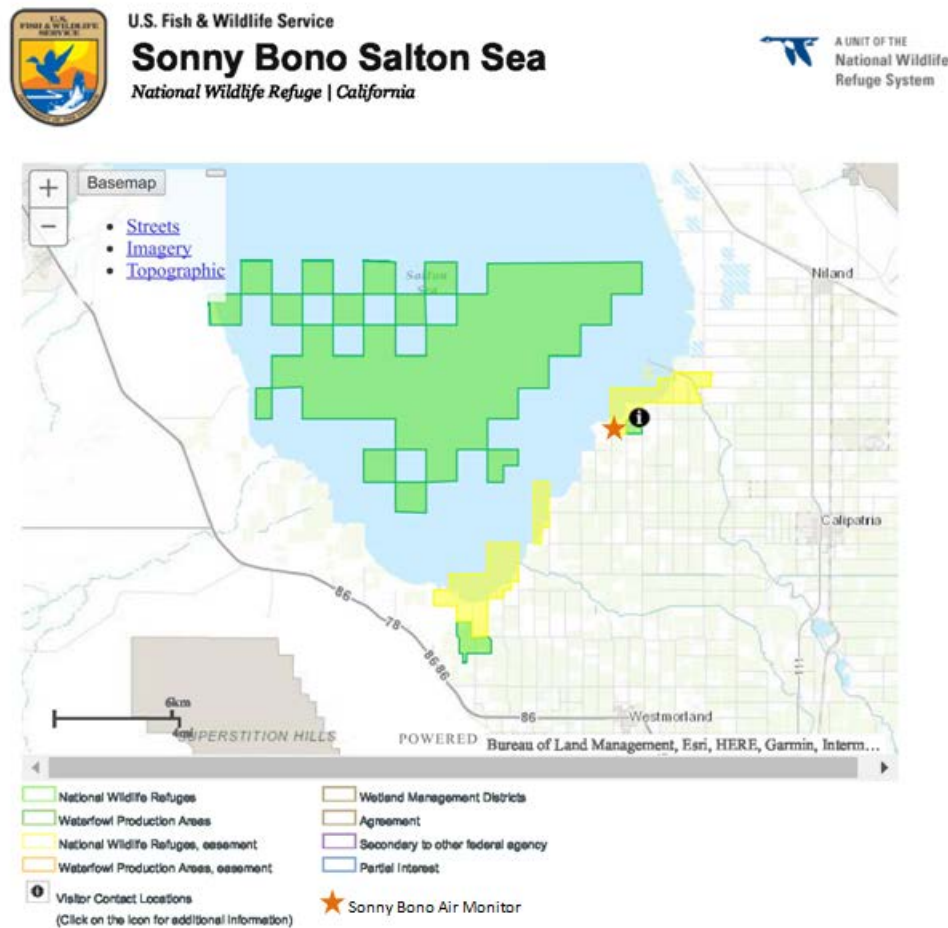 U.S.
FISH & WILDLIFE
SERVICE
U.S. Fish & Wildlife Service
Sonny Bono Salton Sea
National Wildlife Refuge | California
A UNIT OF THE
National Wildlife
Refuge System
+
−
Basemap
Streets
Imagery
Topographic
Salton
Sea
Niland
i
Calipatria
86
78
86
86
111
86
Westmorland
6km
4mi
SUPERSTITION HILLS
POWERED
Bureau of Land Management, Esri, HERE, Garmin, Interm...
National Wildlife Refuges
Wetland Management Districts
Waterfowl Production Areas
Agreement
National Wildlife Refuges, easement
Secondary to other federal agency
Waterfowl Production Areas, easement
Partial Interest
Visitor Contact Locations
(Click on the icon for additional information)
Sonny Bono Air Monitor